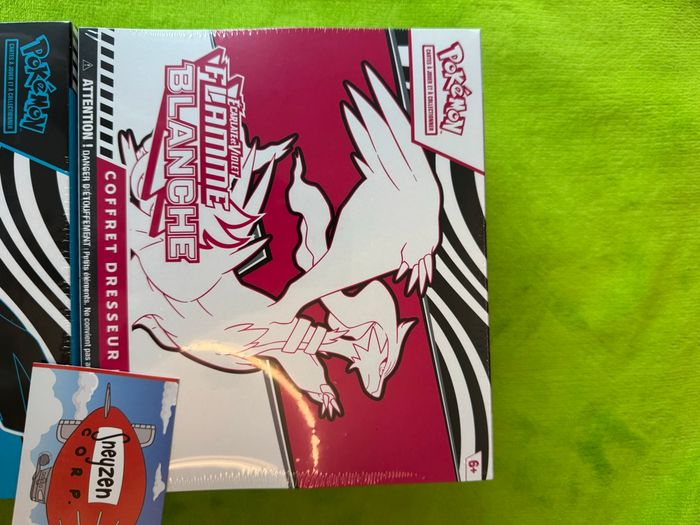 POKÉMON
CARTES À JOUER ET À COLLECTIONNER
ÉCARLATE ET VIOLET
FLAMME
BLANCHE
POKÉMON
CARTES À JOUER ET À COLLECTIONNER
COFFRET DRESSEUR
ATTENTION ! DANGER D'ÉTOUFFEMENT : Petits éléments. Ne convient pas
6+
Sneyzen
CORP.